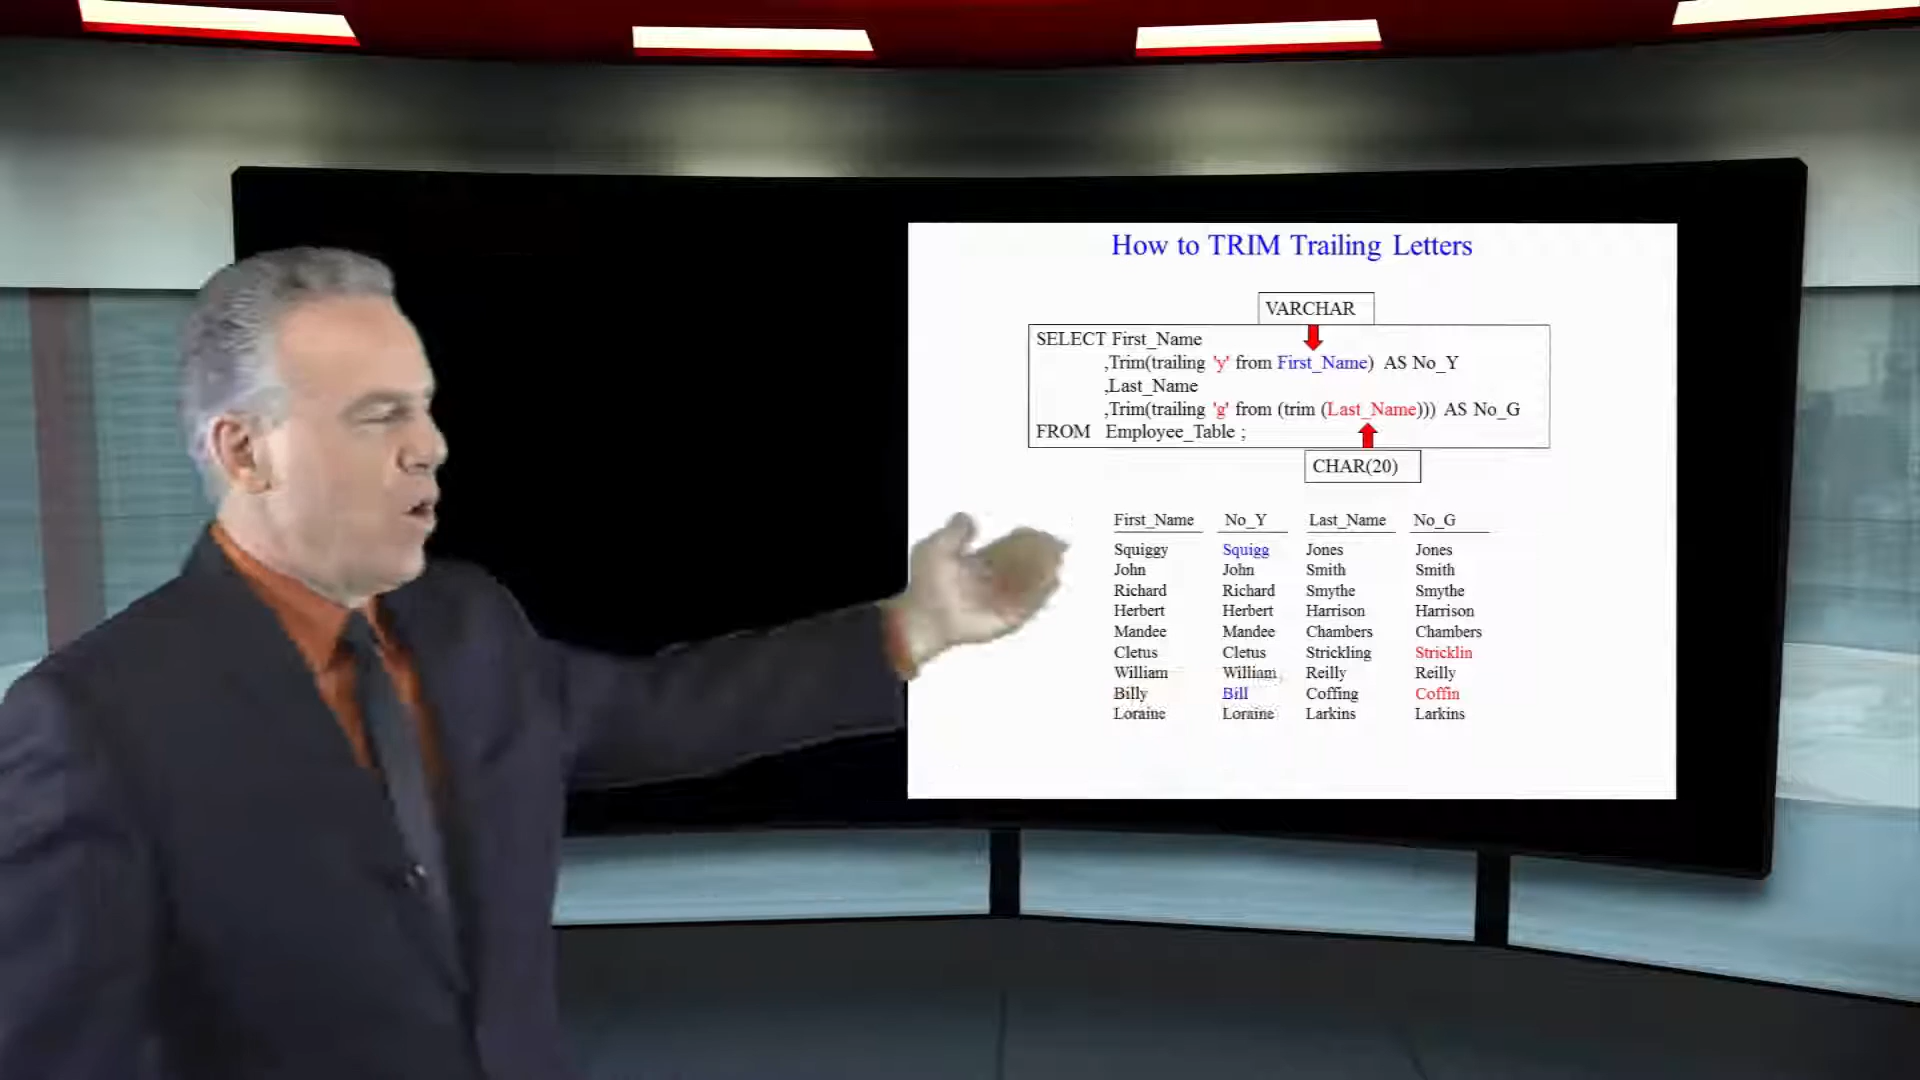 How to TRIM Trailing Letters
VARCHAR
SELECT First_Name
,Trim(trailing 'y' from First_Name) AS No_Y
,Last_Name
,Trim(trailing 'g' from (trim (Last_Name))) AS No_G
FROM Employee_Table ;
CHAR(20)
First_Name No_Y Last_Name No_G
Squiggy Squigg Jones Jones
John John Smith Smith
Richard Richard Smythe Smythe
Herbert Herbert Harrison Harrison
Mandee Mandee Chambers Chambers
Cletus Cletus Strickling Stricklin
William William Reilly Reilly
Billy Bill Coffing Coffin
Loraine Loraine Larkins Larkins